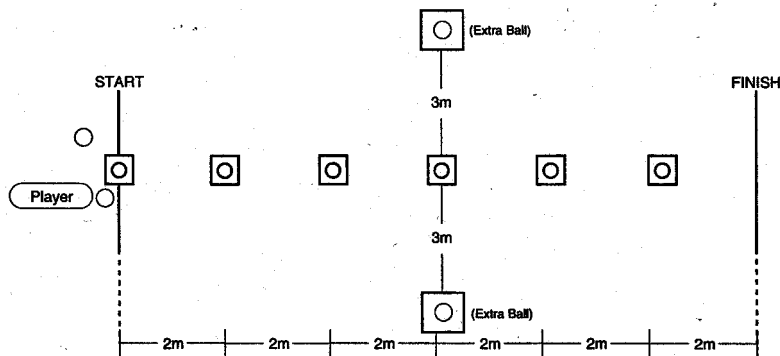 (Extra Ball)
START
FINISH
3m
Player
3m
(Extra Ball)
2m
2m
2m
2m
2m
2m